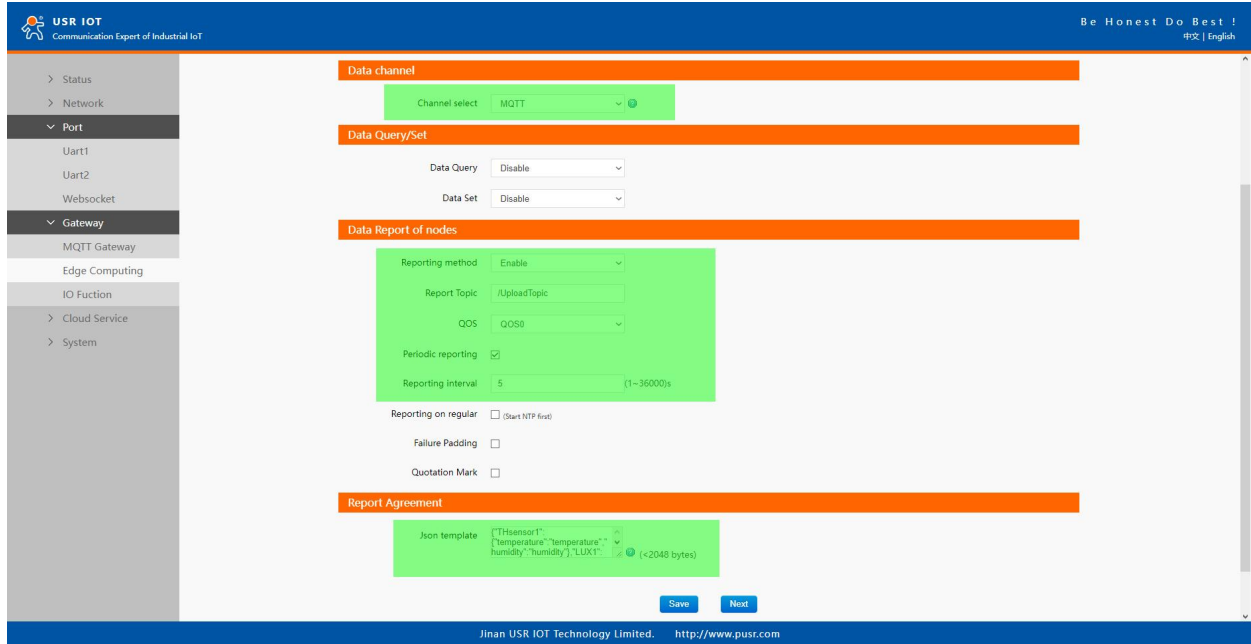 USR IOT
Communication Expert of Industrial IoT
Be Honest Do Best !
中文 | English
Status
Network
Port
Uart1
Uart2
Websocket
Gateway
MQTT Gateway
Edge Computing
IO Fuction
Cloud Service
System
Data channel
Channel select MQTT
Data Query/Set
Data Query Disable
Data Set Disable
Data Report of nodes
Reporting method Enable
Report Topic /UploadTopic
QOS QOS0
Periodic reporting
Reporting interval 5 (1~36000)s
Reporting on regular (Start NTP first)
Failure Padding
Quotation Mark
Report Agreement
Json template {"THsensor1":
{"temperature":"temperature","
humidity":"humidity"},"LUX1":
(<2048 bytes)
Save Next
Jinan USR IOT Technology Limited. http://www.pusr.com